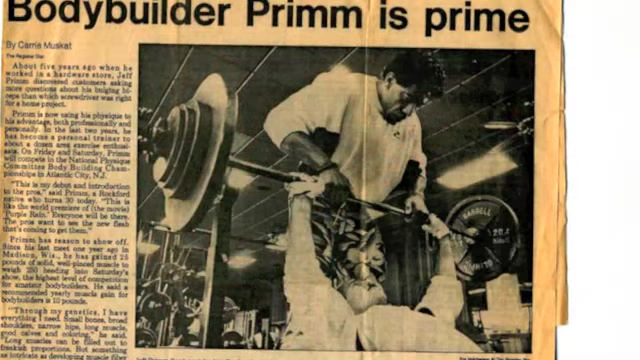 Bodybuilder Primm is prime
By Carrie Muskat
The Register Star
About five years ago when he
worked in a hardware store, Jeff
Primm discovered customers asking
more questions about his bulging bi-
ceps than which screwdriver was right
for a home project.
Primm is now using his physique to
his advantage, both professionally and
personally. In the last two years, he
has become a personal trainer to
about a dozen area exercise enthusi-
asts. On Friday and Saturday, Primm
will compete in the National Physique
Committee Body Building Cham-
pionships in Atlantic City, N.J.
"This is my debut and introduction
to the pros," said Primm, a Rockford
native who turns 30 today. "This is
like the world premiere of (the movie)
'Purple Rain.' Everyone will be there.
The pros want to see the new flesh
that's coming to get them."
Primm has reason to show off.
Since his last meet one year ago in
Madison, Wis., he has gained 25
pounds of solid, well-placed muscle to
weigh 250 heading into Saturday's
show, the highest level of competition
for amateur bodybuilders. He said a
recommended yearly muscle gain for
bodybuilders is 10 pounds.
"Through my genetics, I have
everything I need. Small bones, broad
shoulders, narrow hips, long muscle,
good calves and coloring," he said.
"Long muscles can be filled out to
freakish proportions. But something
as intricate as developing muscle fiber
BARBELL